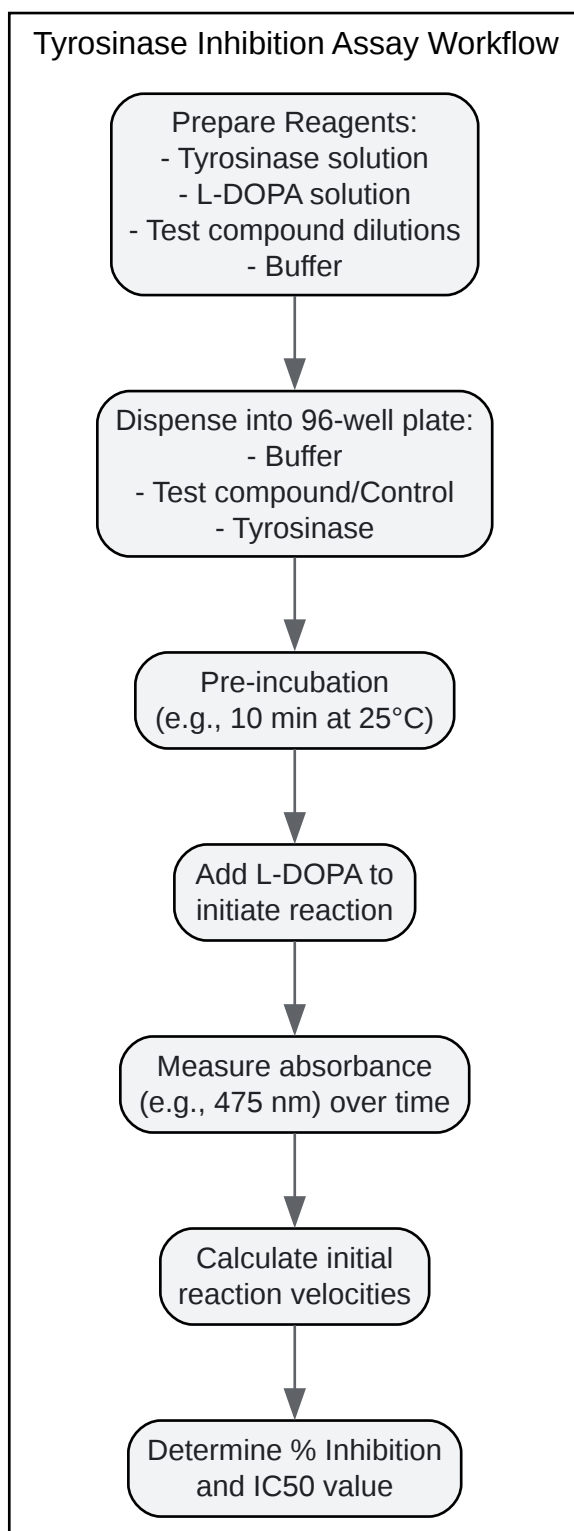 Tyrosinase Inhibition Assay Workflow
Prepare Reagents:
- Tyrosinase solution
- L-DOPA solution
- Test compound dilutions
- Buffer
Dispense into 96-well plate:
- Buffer
- Test compound/Control
- Tyrosinase
Pre-incubation
(e.g., 10 min at 25°C)
Add L-DOPA to
initiate reaction
Measure absorbance
(e.g., 475 nm) over time
Calculate initial
reaction velocities
Determine % Inhibition
and IC50 value